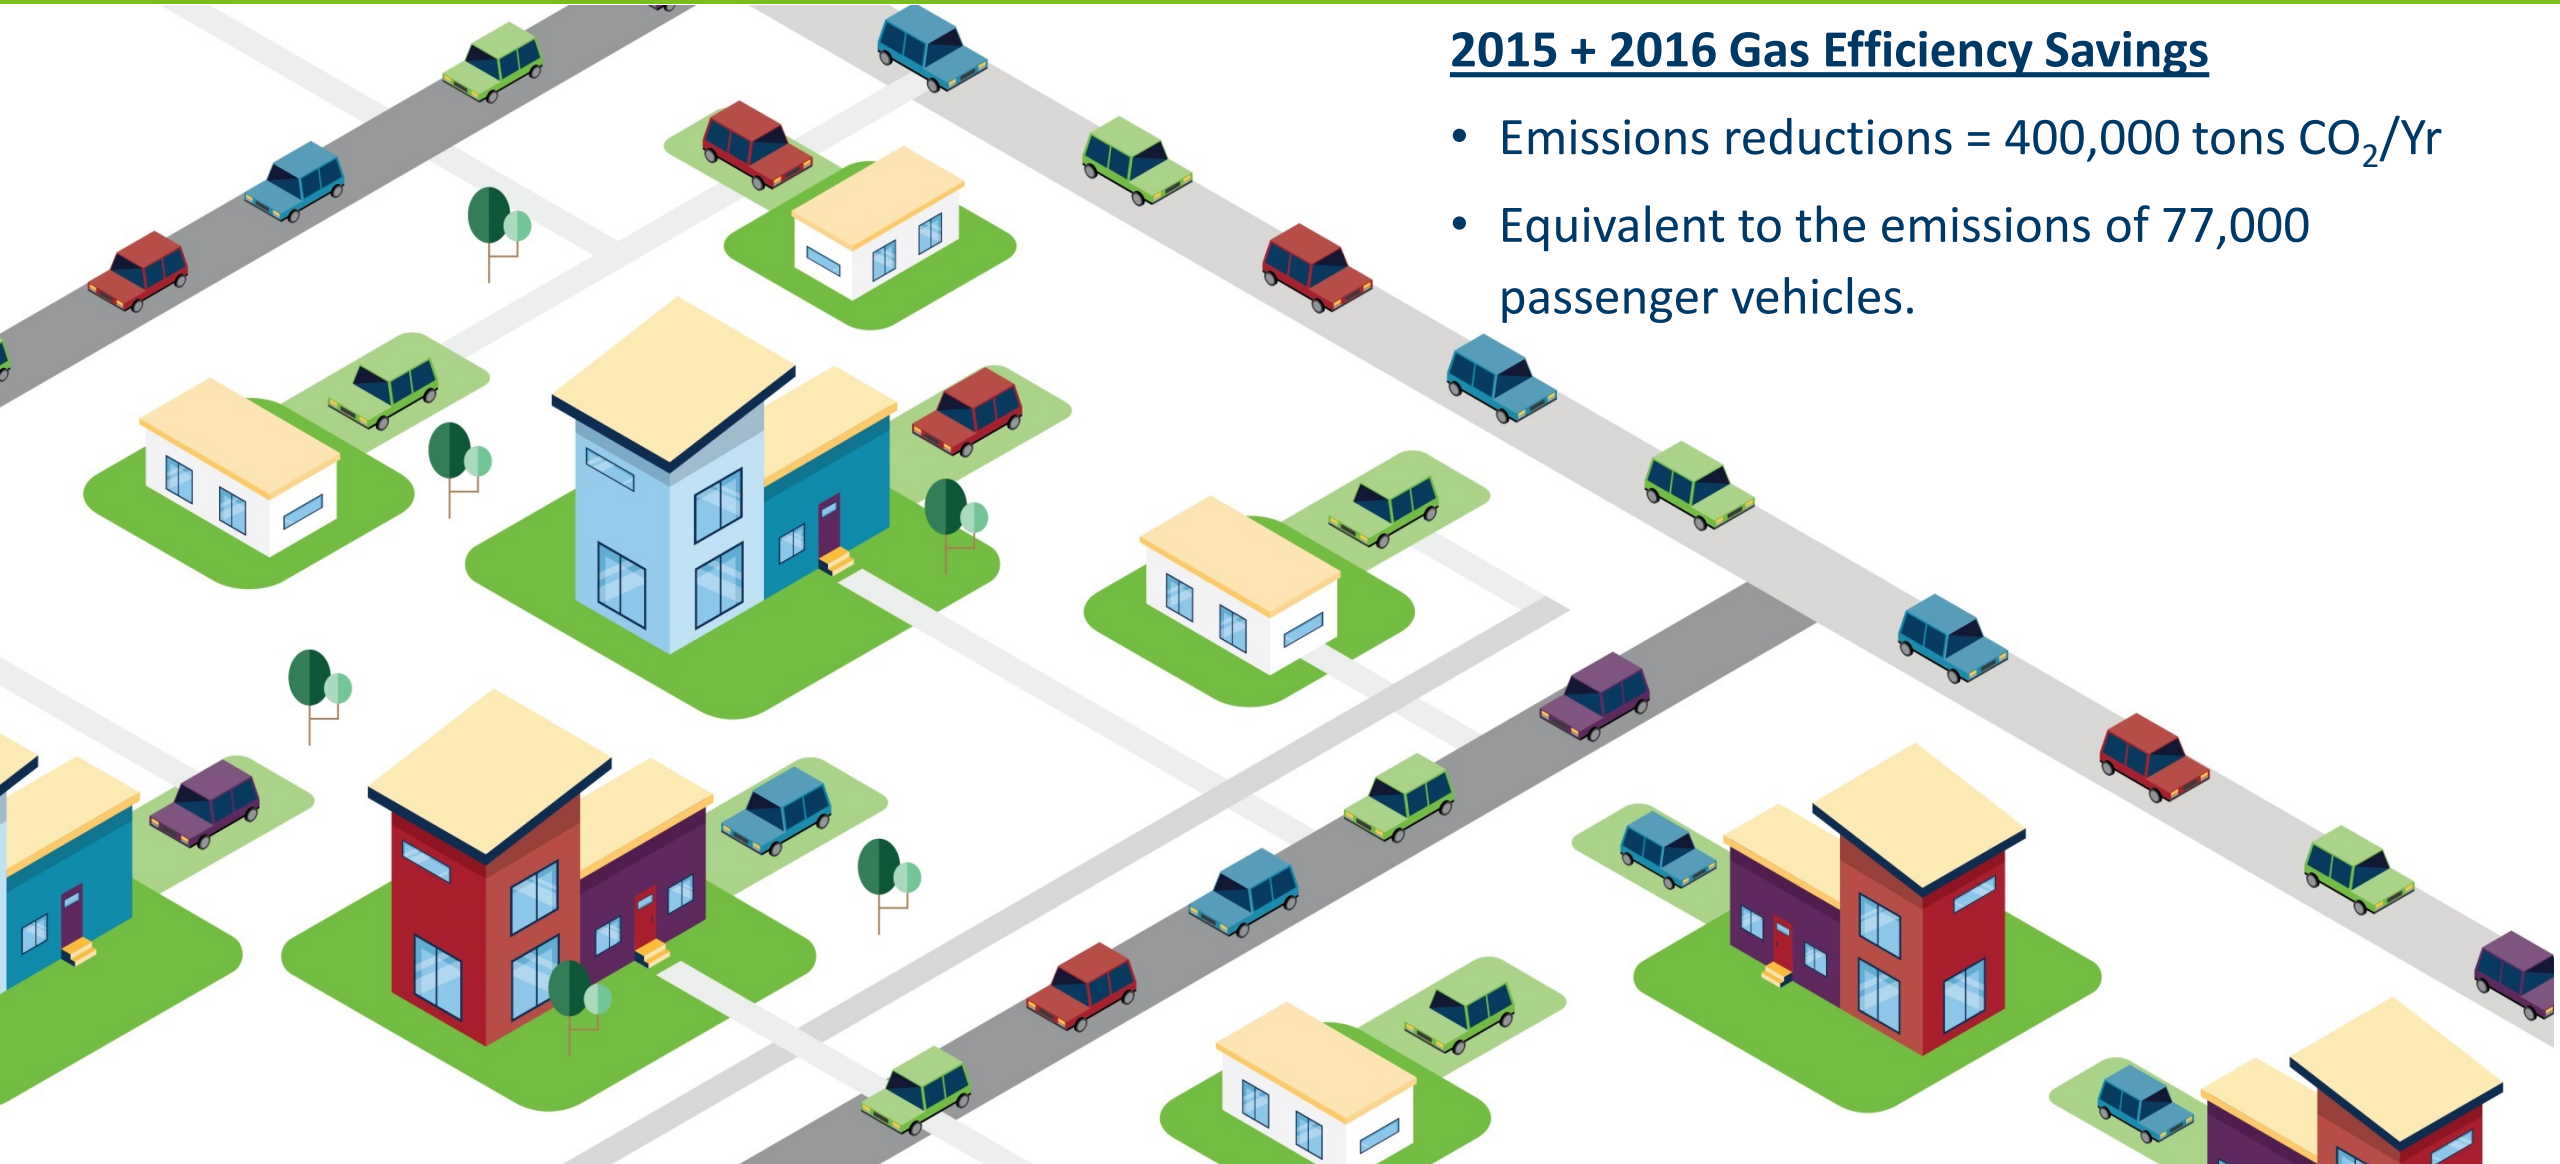 2015 + 2016 Gas Efficiency Savings
• Emissions reductions = 400,000 tons CO₂/Yr
• Equivalent to the emissions of 77,000
passenger vehicles.